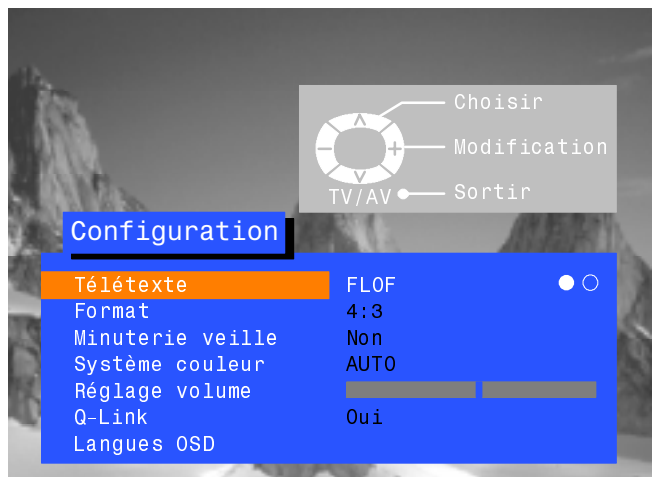 Choisir
Modification
TV/AV Sortir
Configuration
Télétexte FLOF
Format 4:3
Minuterie veille Non
Système couleur AUTO
Réglage volume
Q-Link Oui
Langues OSD